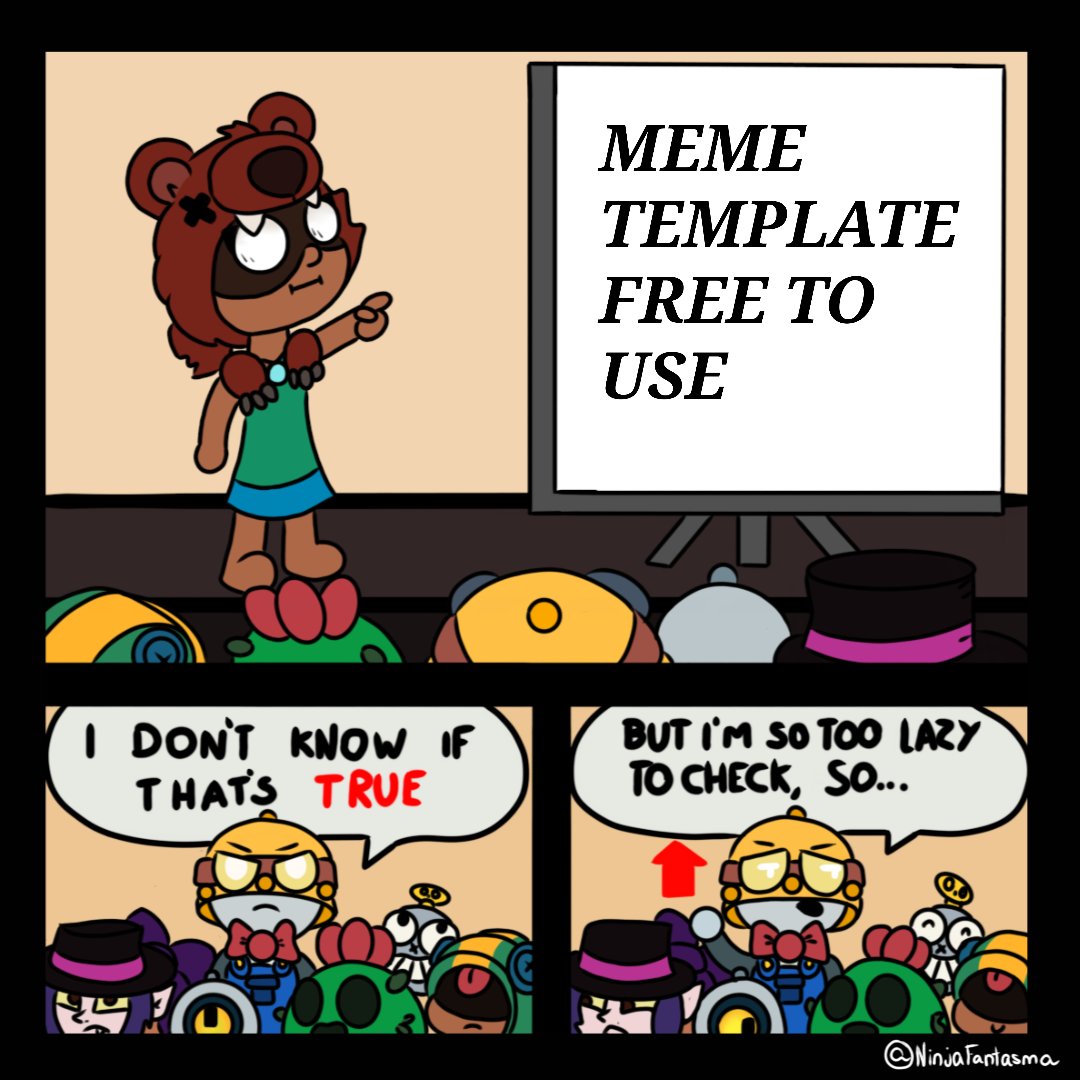 MEME
TEMPLATE
FREE TO
USE
I DON'T KNOW IF
THAT'S TRUE
BUT I'M SO TOO LAZY
TO CHECK, SO...
@NinjaFantasma